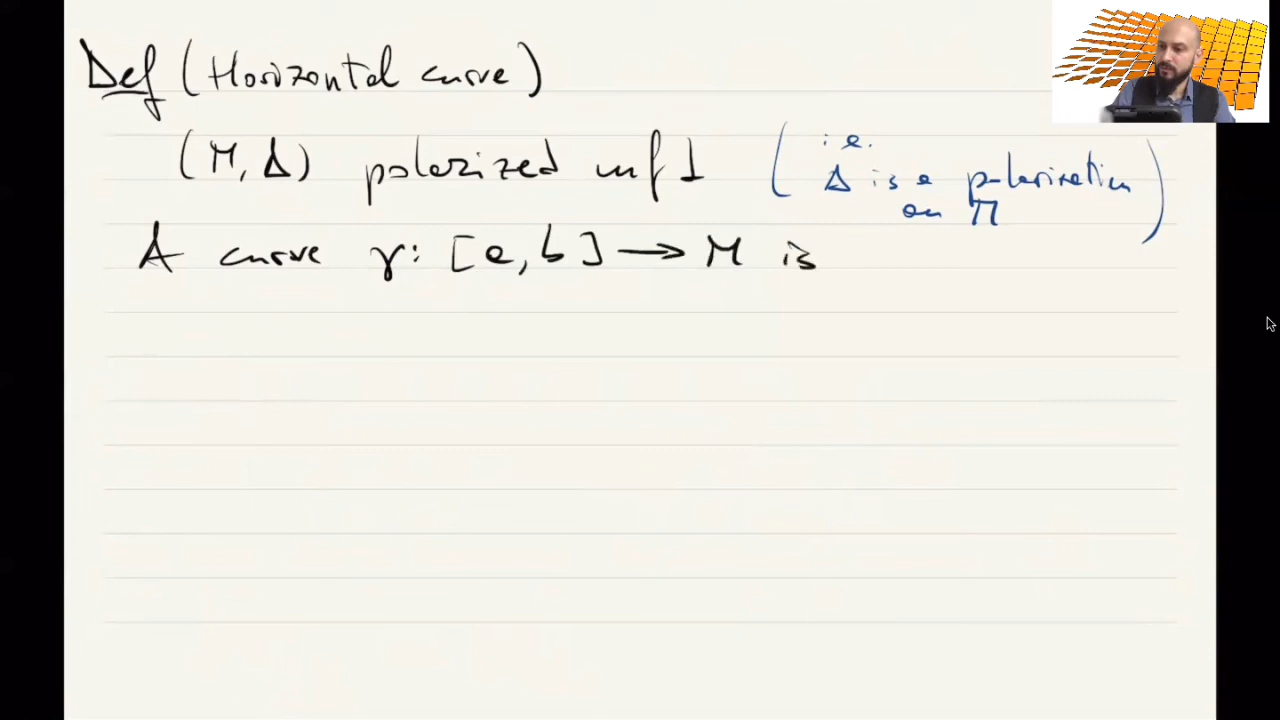 Def (Horizontal curve)
(M, Δ) polarized mfd (i.e.
Δ is a polarization
on M)
A curve γ: [a, b] → M is